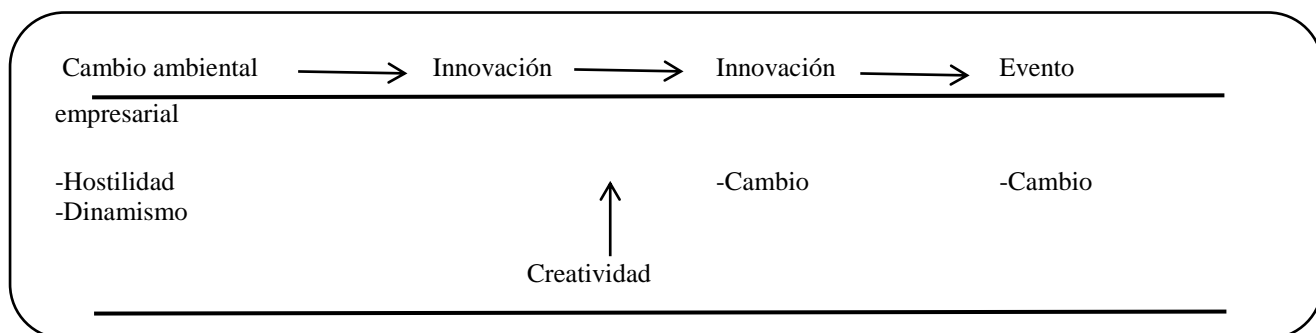 Cambio ambiental Innovación Innovación Evento
empresarial
-Hostilidad -Cambio -Cambio
-Dinamismo
Creatividad